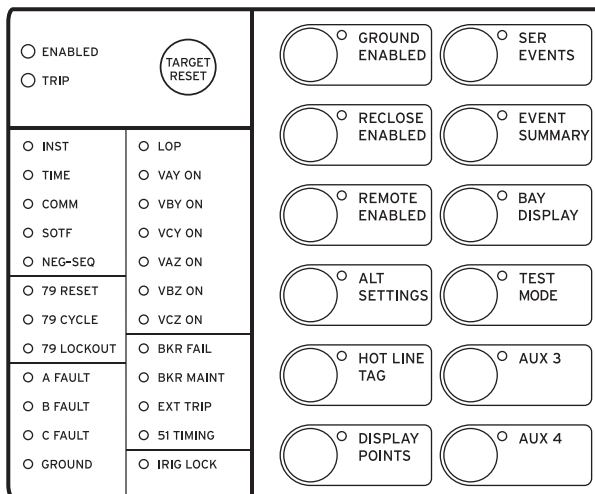 ENABLED
TRIP
TARGET
RESET
INST
TIME
COMM
SOTF
NEG-SEQ
79 RESET
79 CYCLE
79 LOCKOUT
A FAULT
B FAULT
C FAULT
GROUND
LOP
VAY ON
VBY ON
VCY ON
VAZ ON
VBZ ON
VCZ ON
BKR FAIL
BKR MAINT
EXT TRIP
51 TIMING
IRIG LOCK
GROUND
ENABLED
SER
EVENTS
RECLOSE
ENABLED
EVENT
SUMMARY
REMOTE
ENABLED
BAY
DISPLAY
ALT
SETTINGS
TEST
MODE
HOT LINE
TAG
AUX 3
DISPLAY
POINTS
AUX 4